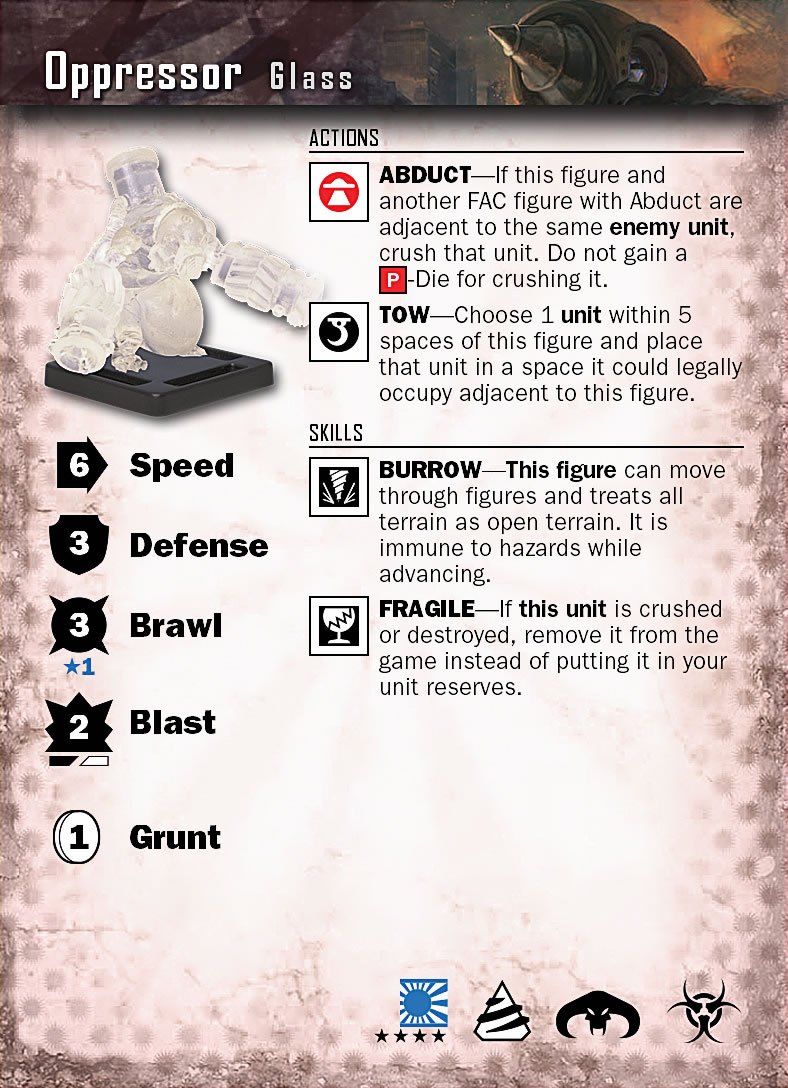 Oppressor Glass
ACTIONS
ABDUCT—If this figure and
another FAC figure with Abduct are
adjacent to the same enemy unit,
crush that unit. Do not gain a
P-Die for crushing it.
TOW—Choose 1 unit within 5
spaces of this figure and place
that unit in a space it could legally
occupy adjacent to this figure.
SKILLS
BURROW—This figure can move
through figures and treats all
terrain as open terrain. It is
immune to hazards while
advancing.
FRAGILE—If this unit is crushed
or destroyed, remove it from the
game instead of putting it in your
unit reserves.
6 Speed
3 Defense
3 Brawl
★1
2 Blast
1 Grunt